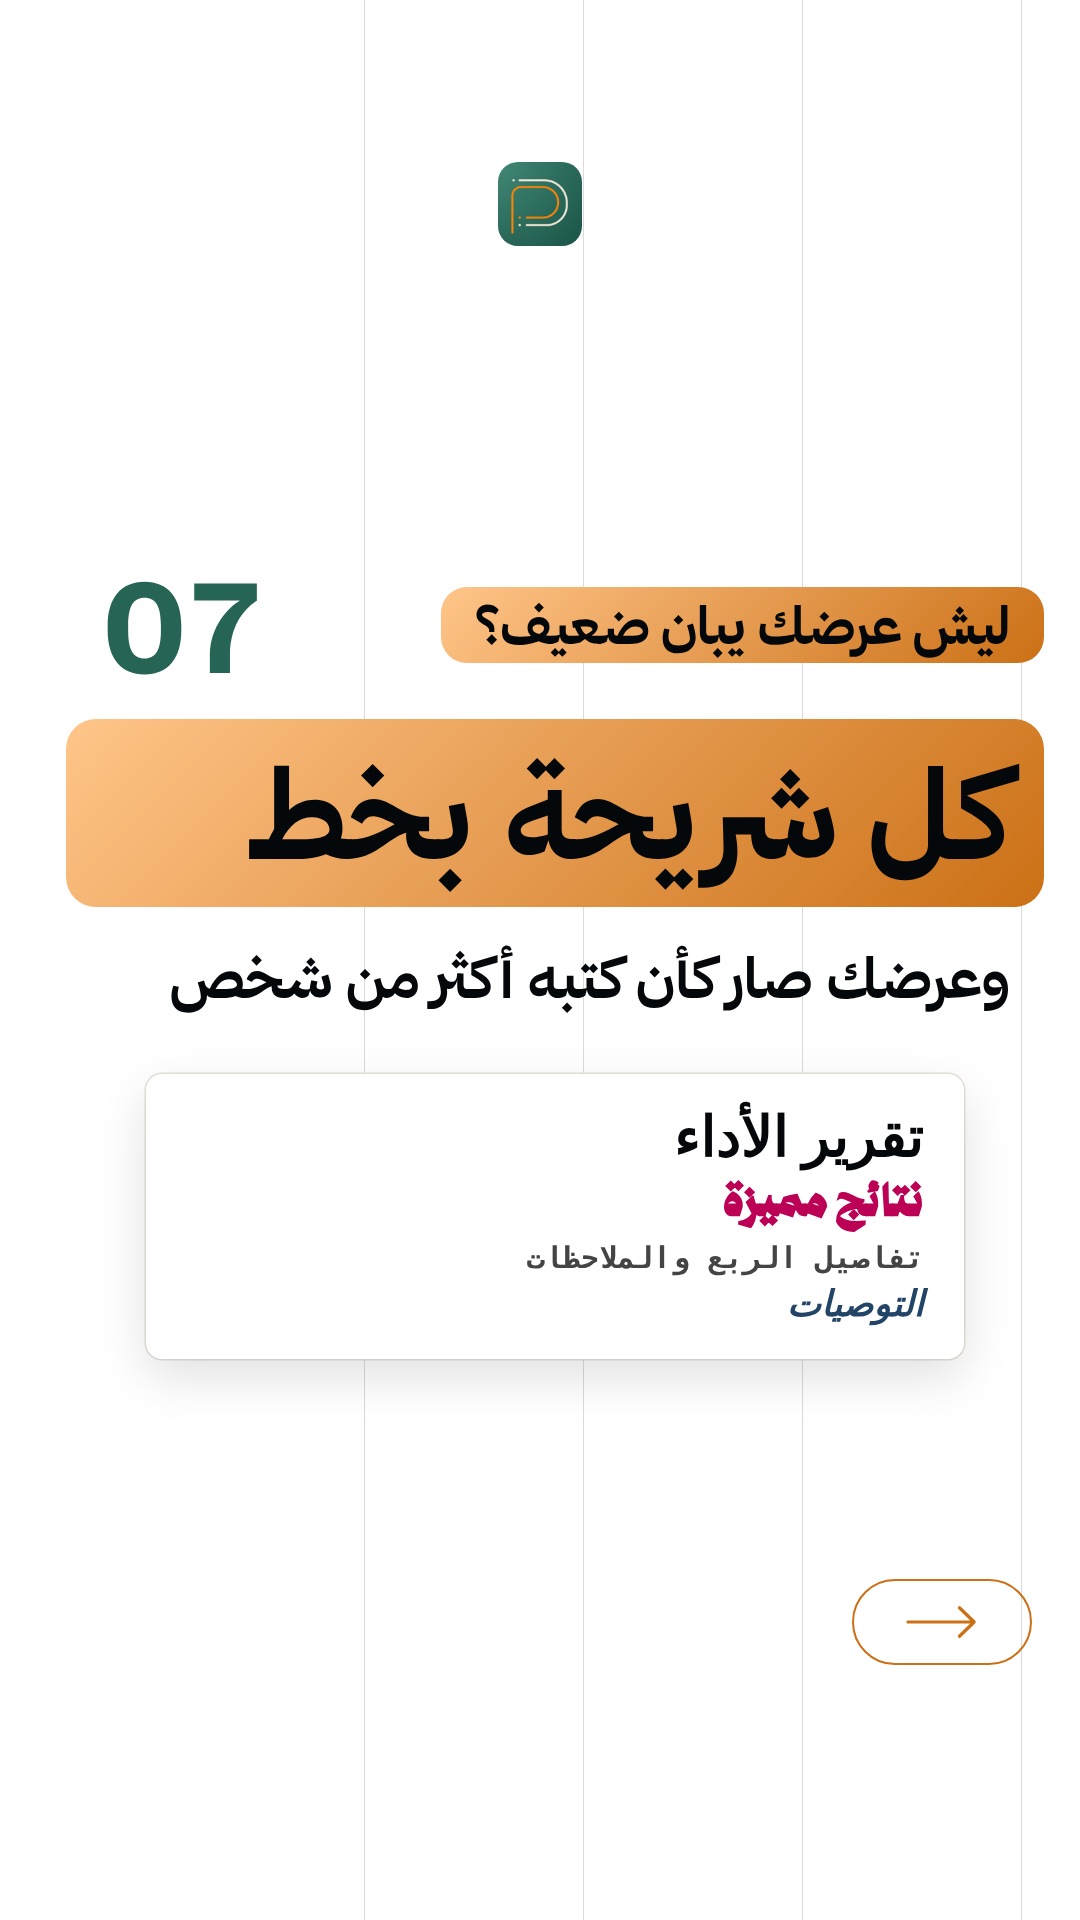 ليش عرضك يبان ضعيف؟
07
كل شريحة بخط
وعرضك صار كأن كتبه أكثر من شخص
تقرير الأداء
نتائج مميزة
تفاصيل الربع والملاحظات
التوصيات